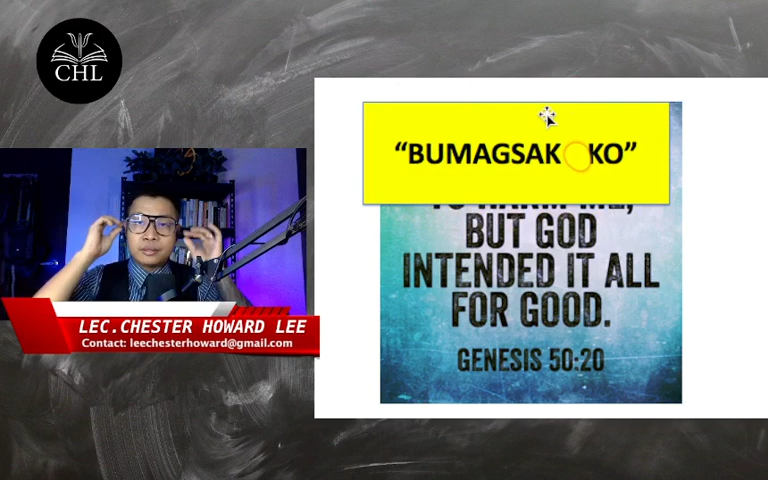 CHL
"BUMAGSAK KO"
BUT GOD
INTENDED IT ALL
FOR GOOD.
GENESIS 50:20
LEC.CHESTER HOWARD LEE
Contact: leechesterhoward@gmail.com